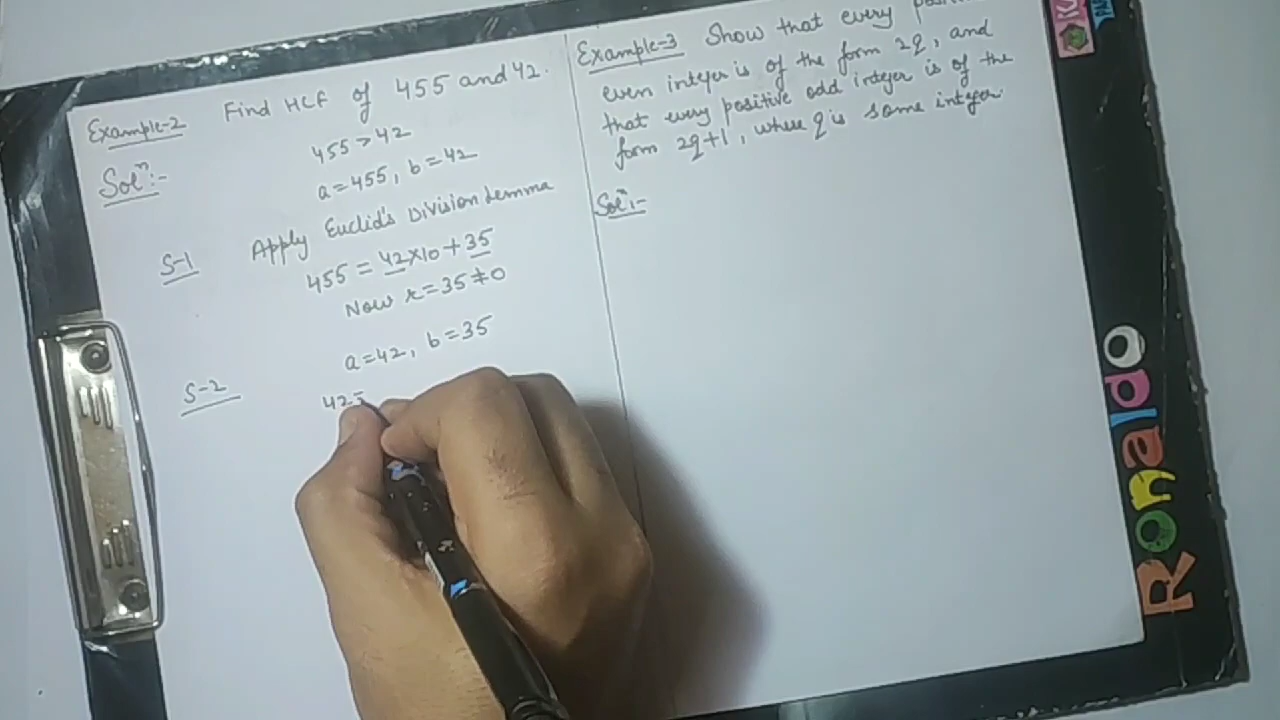 Example-2 Find HCF of 455 and 42.
Solⁿ:- 455 > 42
a = 455, b = 42
S-1 Apply Euclid's Division Lemma
455 = 42×10 + 35
Now r = 35 ≠ 0
a = 42, b = 35
S-2 42=
Example-3 Show that every
even integer is of the form 2q, and
that every positive odd integer is of the
form 2q+1, where q is some integer.
Solⁿ:-
Ronaldo